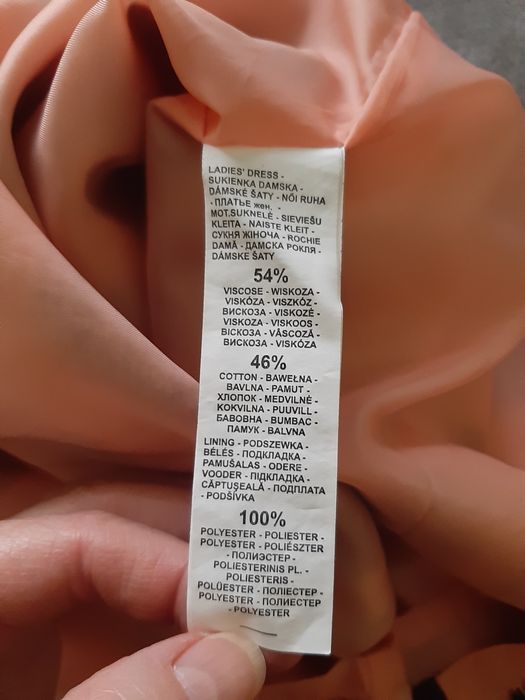 LADIES' DRESS -
SUKIENKA DAMSKA -
DÁMSKÉ ŠATY - NŐI RUHA
- ПЛАТЬЕ жен. -
MOT.SUKNELĖ - SIEVIEŠU
KLEITA - NAISTE KLEIT -
СУКНЯ ЖІНОЧА - ROCHIE
DAMĂ - ДАМСКА РОКЛЯ -
DÁMSKE ŠATY
54%
VISCOSE - WISKOZA -
VISKÓZA - VISZKÓZ -
ВИСКОЗА - VISKOZĖ -
VISKOZA - VISKOOS -
ВІСКОЗА - VÂSCOZĂ -
ВИСКОЗА - VISKÓZA
46%
COTTON - BAWEŁNA -
BAVLNA - PAMUT -
ХЛОПОК - MEDVILNĖ -
KOKVILNA - PUUVILL -
БАВОВНА - BUMBAC -
ПАМУК - BALVNA
LINING - PODSZEWKA -
BÉLÉS - ПОДКЛАДКА -
PAMUŠALAS - ODERE -
VOODER - ПІДКЛАДКА -
CĂPTUŞEALĂ - ПОДПЛАТА
- PODŠÍVKA
100%
POLYESTER - POLIESTER -
POLYESTER - POLIÉSZTER
- ПОЛИЭСТЕР -
POLIESTERINIS PL. -
POLIESTERIS -
POLÜESTER - ПОЛІЕСТЕР -
POLYESTER - ПОЛИЕСТЕР
- POLYESTER